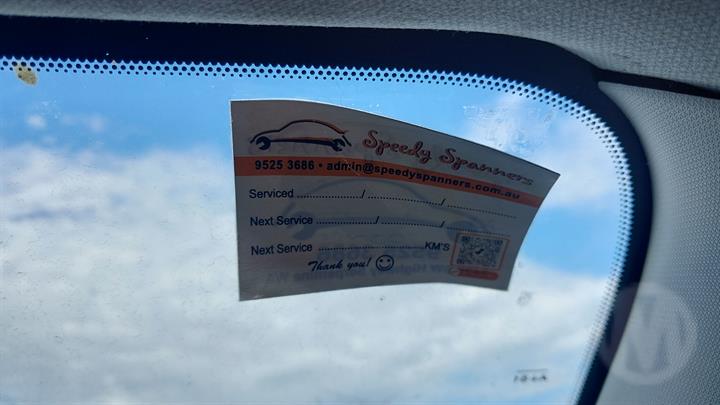 Speedy Spanners
9525 3686 • admin@speedyspanners.com.au
Serviced ............../................../..................
Next Service ............../................../..................
Next Service .............................. KM'S
Thank you!
M